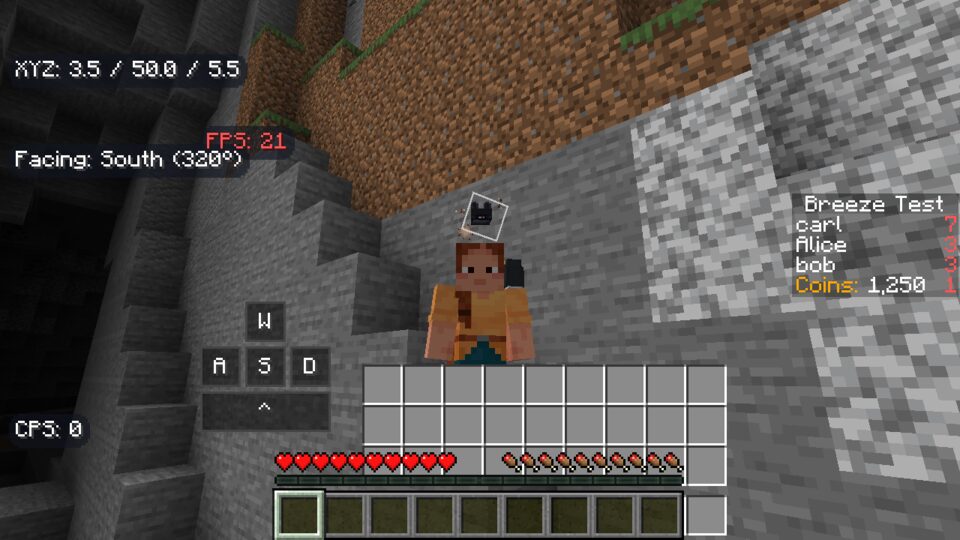 XYZ: 3.5 / 50.0 / 5.5
FPS: 21
Facing: South (320°)
Breeze Test
carl 7
Alice 3
bob 3
Coins: 1,250 1
W
A S D
^
CPS: 0